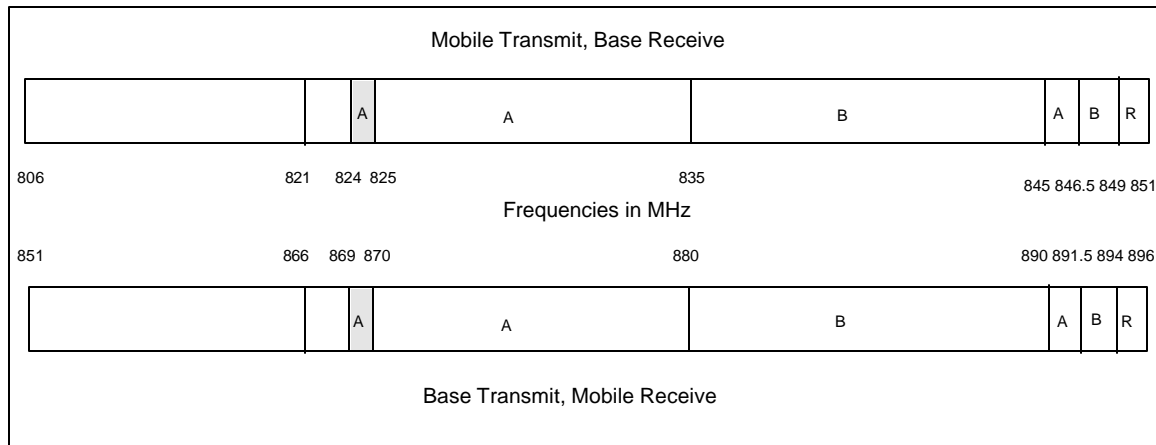 Mobile Transmit, Base Receive
A A B A B R
806 821 824 825 835 845 846.5 849 851
Frequencies in MHz
851 866 869 870 880 890 891.5 894 896
A A B A B R
Base Transmit, Mobile Receive